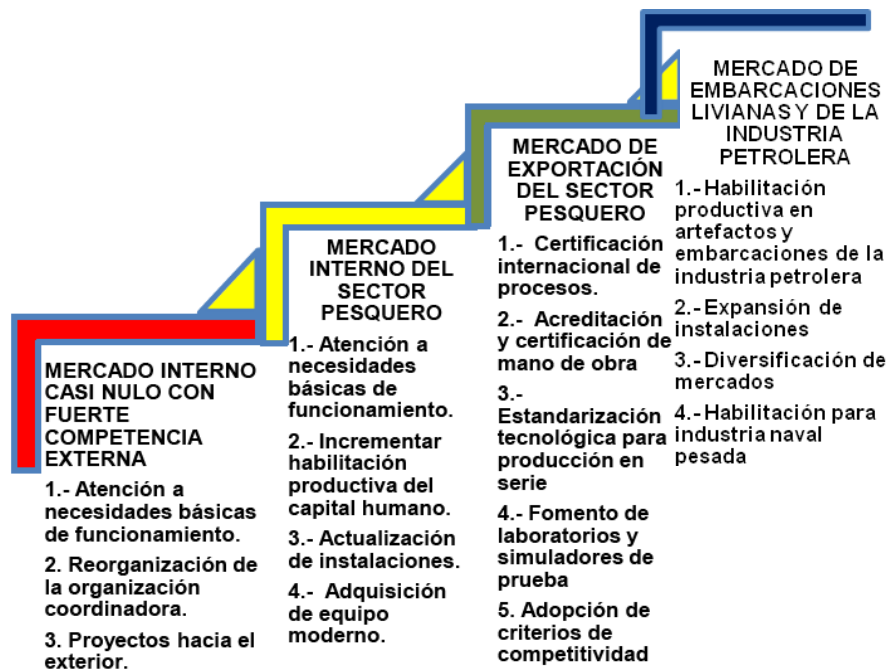 MERCADO INTERNO
CASI NULO CON
FUERTE
COMPETENCIA
EXTERNA
1.- Atención a
necesidades básicas
de funcionamiento.
2. Reorganización de
la organización
coordinadora.
3. Proyectos hacia el
exterior.
MERCADO
INTERNO DEL
SECTOR
PESQUERO
1.- Atención a
necesidades
básicas de
funcionamiento.
2.- Incrementar
habilitación
productiva del
capital humano.
3.- Actualización
de instalaciones.
4.- Adquisición
de equipo
moderno.
MERCADO DE
EXPORTACIÓN
DEL SECTOR
PESQUERO
1.- Certificación
internacional de
procesos.
2.- Acreditación
y certificación de
mano de obra
3.-
Estandarización
tecnológica para
producción en
serie
4.- Fomento de
laboratorios y
simuladores de
prueba
5. Adopción de
criterios de
competitividad
MERCADO DE
EMBARCACIONES
LIVIANAS Y DE LA
INDUSTRIA
PETROLERA
1.- Habilitación
productiva en
artefactos y
embarcaciones de la
industria petrolera
2.- Expansión de
instalaciones
3.- Diversificación de
mercados
4.- Habilitación para
industria naval
pesada